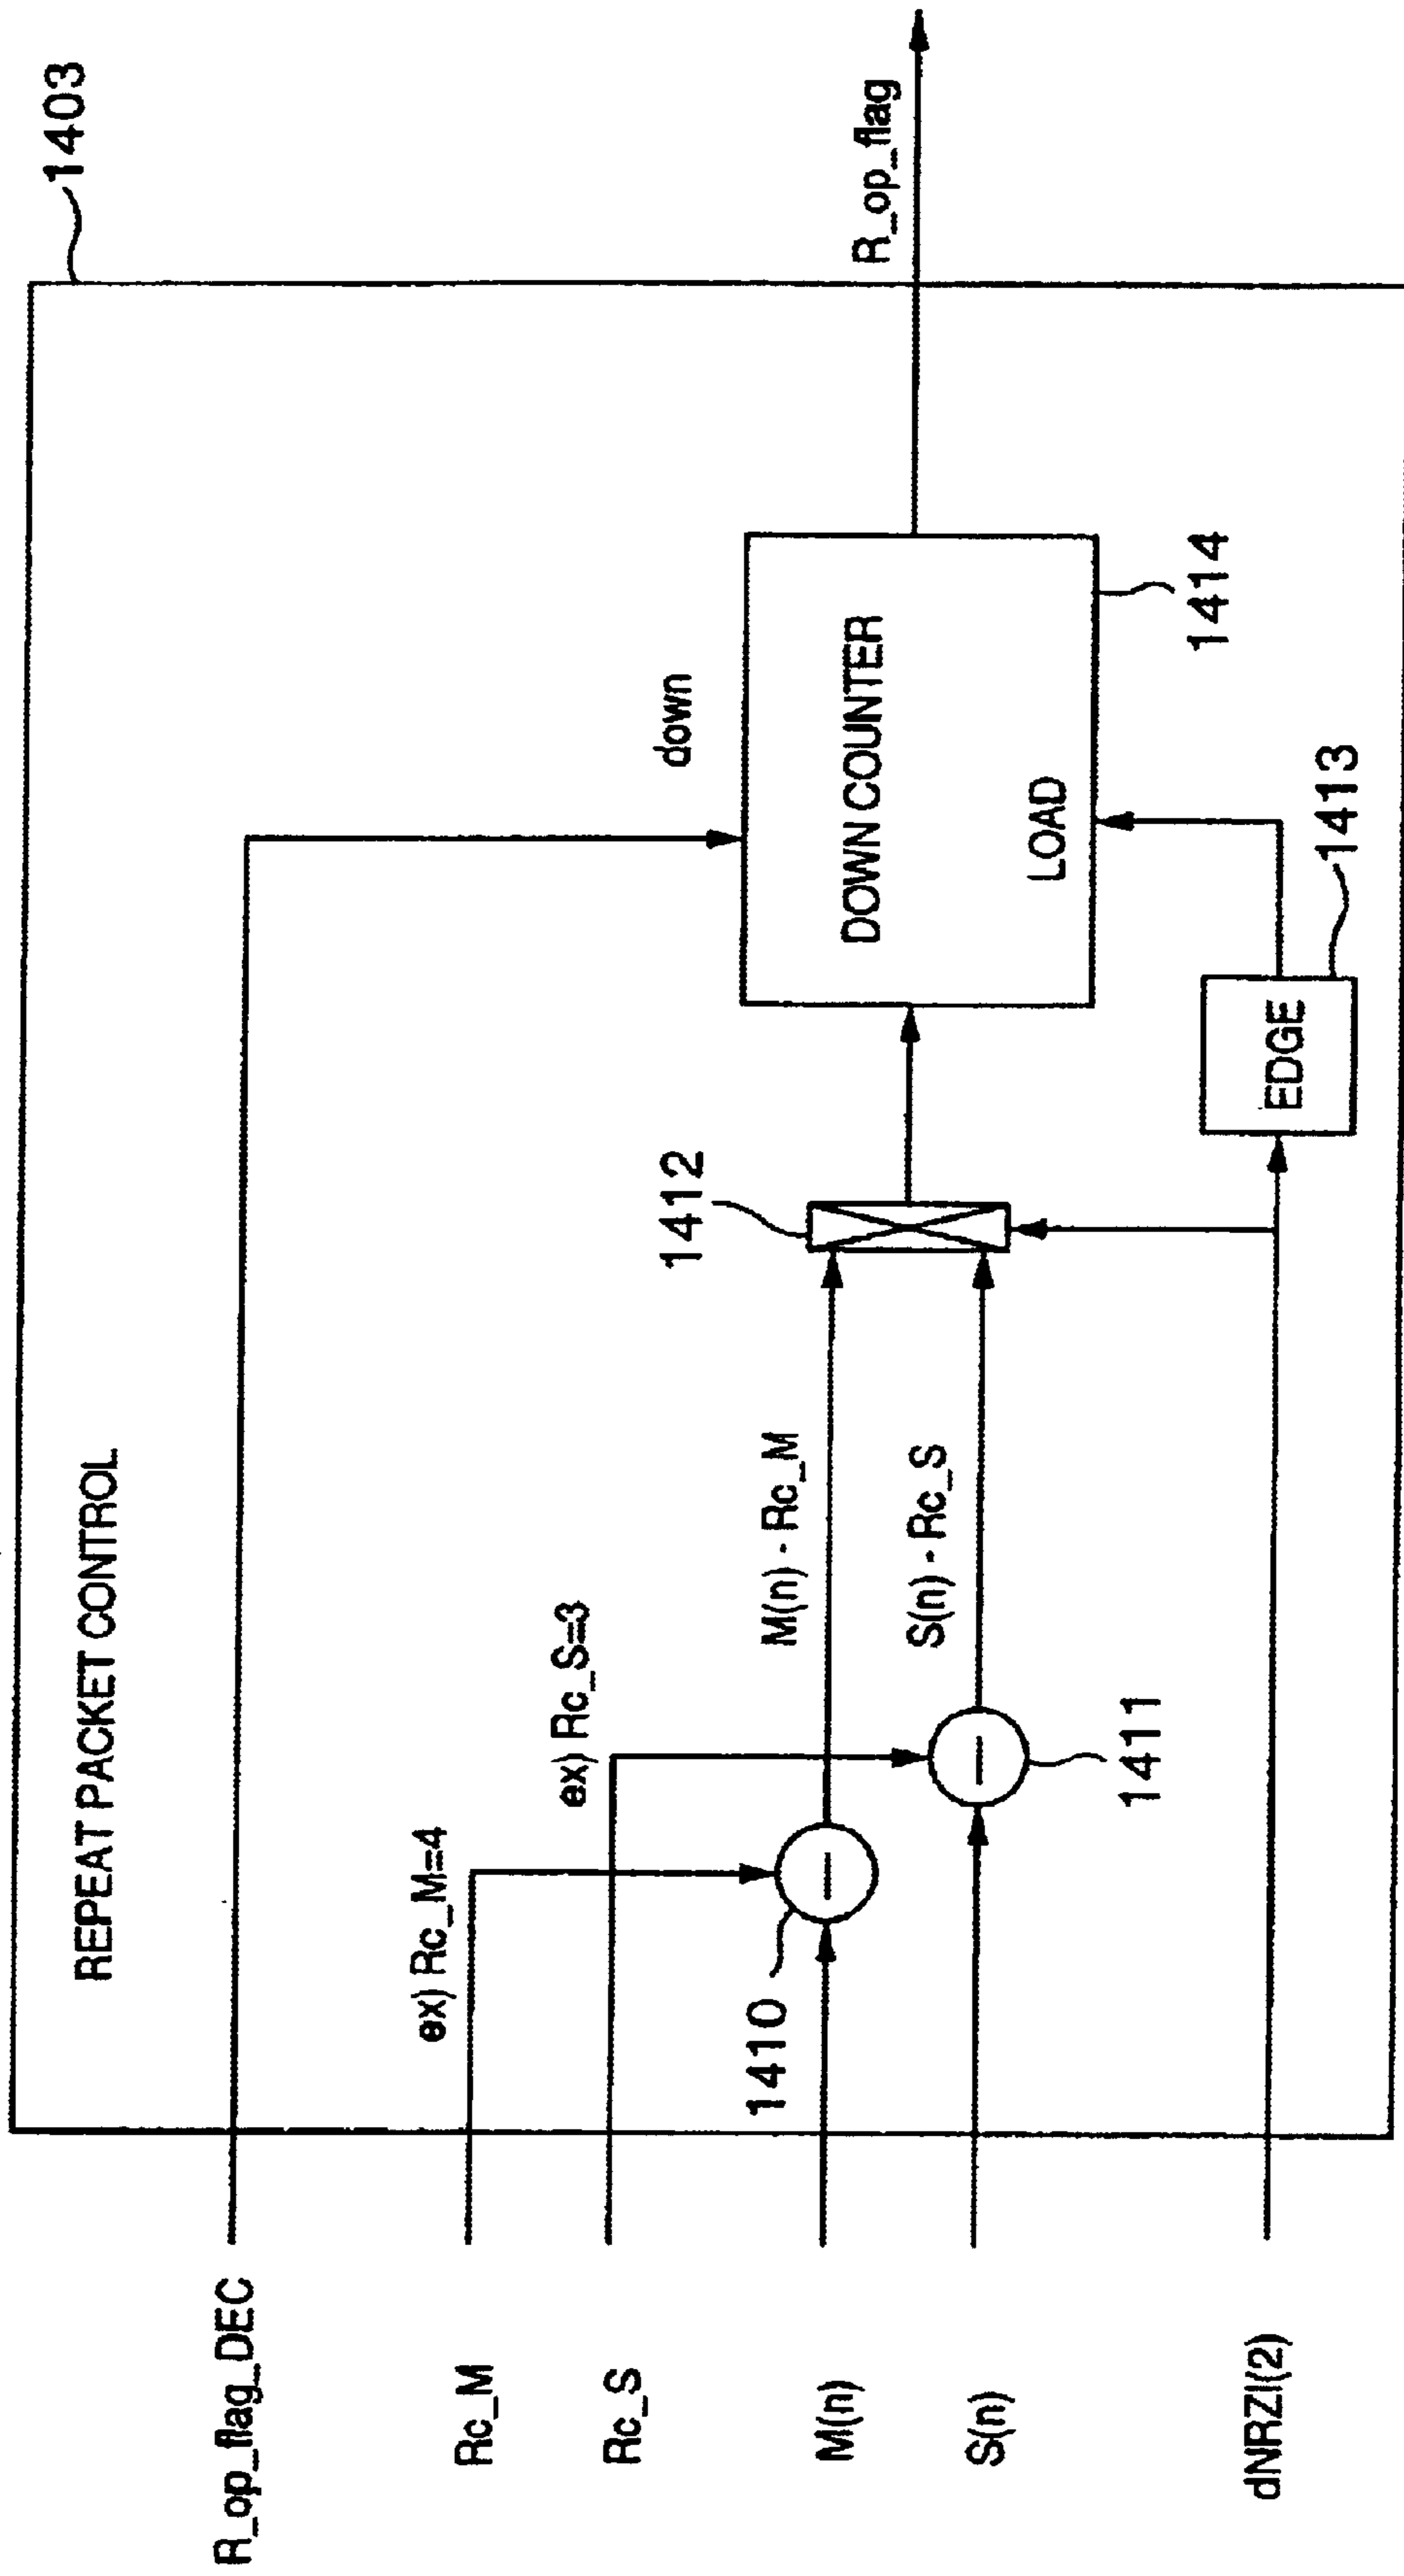 1403
REPEAT PACKET CONTROL
R_op_flag_DEC
Rc_M
ex) Rc_M=4
Rc_S
ex) Rc_S=3
M(n)
1410
M(n) - Rc_M
S(n)
1411
S(n) - Rc_S
1412
down
DOWN COUNTER
LOAD
1414
R_op_flag
dNRZI(2)
EDGE
1413